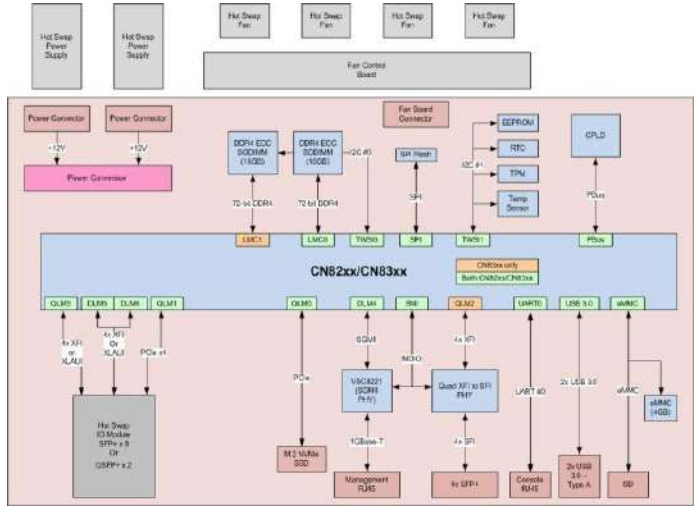 Hot Swap
Power
Supply
Hot Swap
Power
Supply
Hot Swap
Fan
Hot Swap
Fan
Hot Swap
Fan
Hot Swap
Fan
Fan Control
Board
Power Connector
Power Connector
+12V
+12V
Power Conversion
Fan Board
Connector
DDR4 ECC
SODIMM
(16GB)
DDR4 ECC
SODIMM
(16GB)
I2C #0
SPI Flash
I2C #1
EEPROM
RTC
TPM
Temp
Sensor
CPLD
72-bit DDR4
72-bit DDR4
SPI
PBus
LMC1
LMC0
TWSI0
SPI
TWSI1
PBus
CN82xx/CN83xx
CN83xx only
Both CN82xx/CN83xx
QLM3
DLM5
DLM6
QLM1
QLM0
DLM4
SMI
QLM2
UART0
USB 3.0
eMMC
4x XFI
or
XLAUI
4x XFI
Or
XLAUI
PCIe x4
PCIe
SGMII
MDIO
4x XFI
UART #0
2x USB 3.0
eMMC
VSC8221
(SGMII
PHY)
Quad XFI to SFI
PHY
eMMC
(4GB)
1GBase-T
4x SFI
Hot Swap
IO Module
SFP+ x 8
Or
QSFP+ x 2
M.2 NVMe
SSD
Management
RJ45
4x SFP+
Console
RJ45
2x USB
3.0 –
Type A
SD